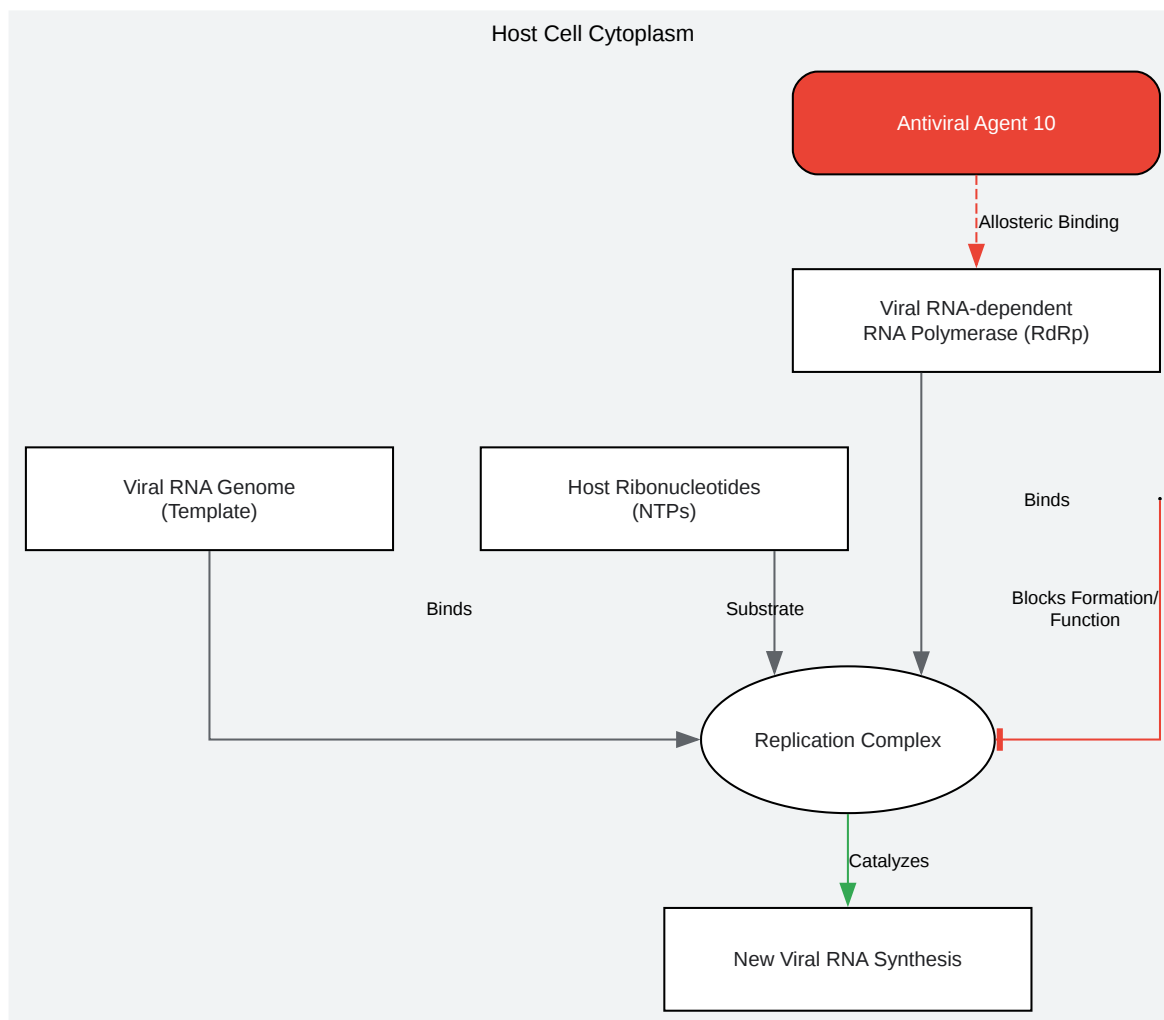 Host Cell Cytoplasm
Antiviral Agent 10
Allosteric Binding
Viral RNA-dependent
RNA Polymerase (RdRp)
Viral RNA Genome
(Template)
Host Ribonucleotides
(NTPs)
Binds
Binds
Substrate
Blocks Formation/
Function
Replication Complex
Catalyzes
New Viral RNA Synthesis